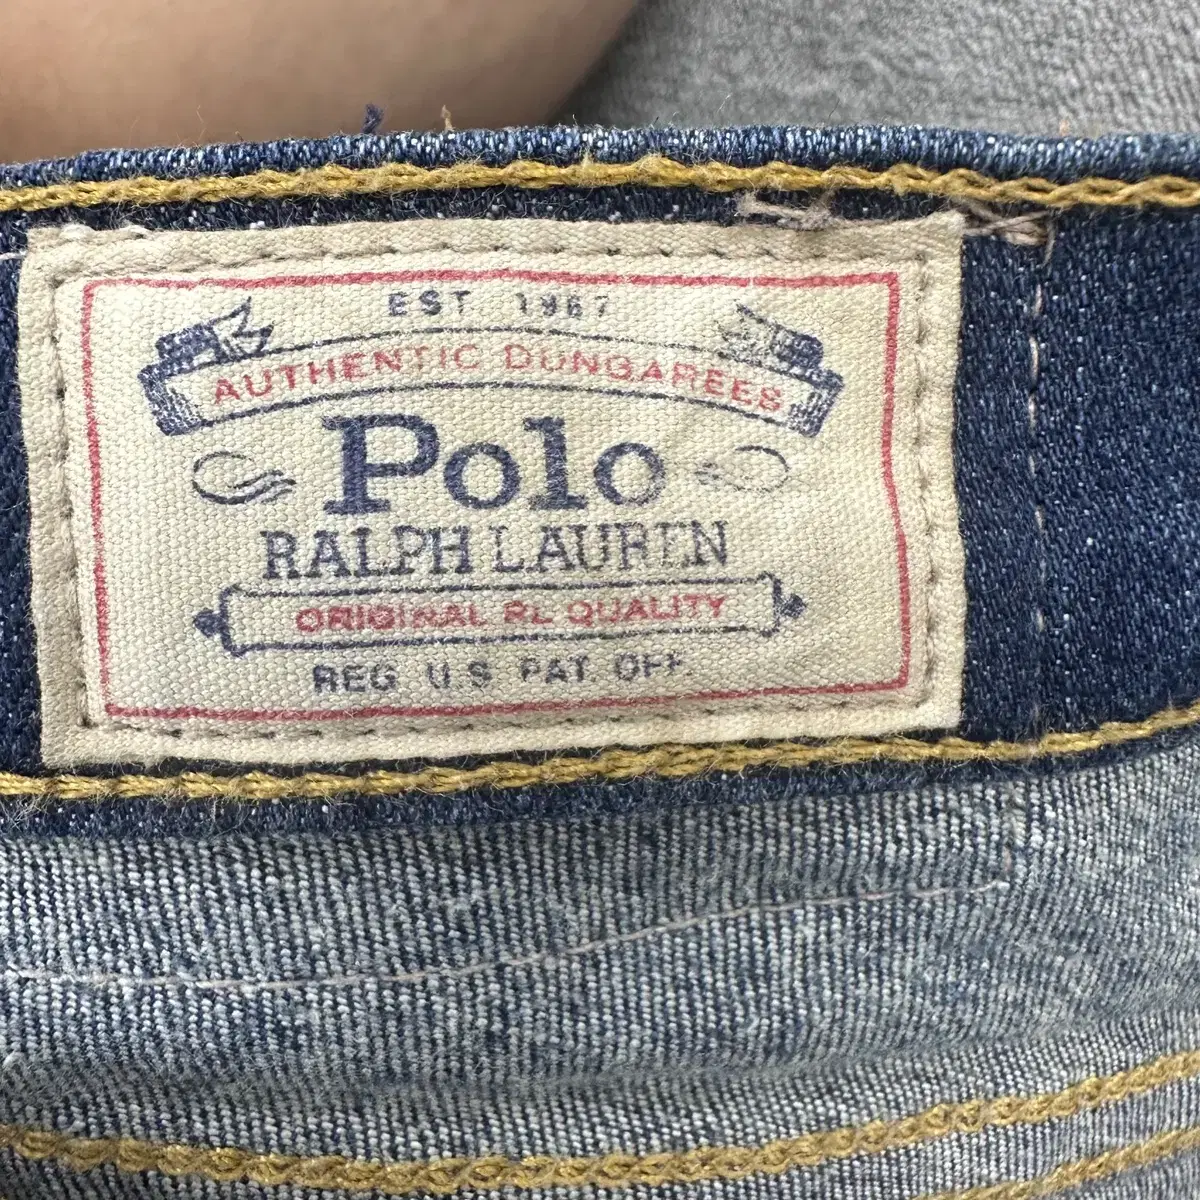 EST. 1967
AUTHENTIC DUNGAREES
Polo
RALPH LAUREN
ORIGINAL RL QUALITY
REG. U.S. PAT. OFF.